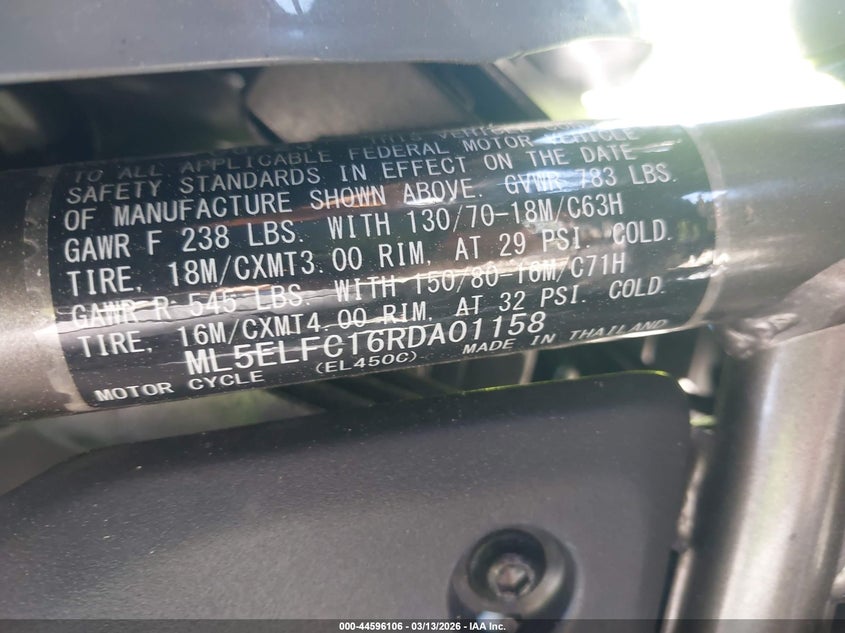 THIS VEHICLE
TO ALL APPLICABLE FEDERAL MOTOR VEHICLE
SAFETY STANDARDS IN EFFECT ON THE DATE
OF MANUFACTURE SHOWN ABOVE. GVWR 783 LBS.
GAWR F 238 LBS. WITH 130/70-18M/C63H
TIRE, 18M/CXMT3.00 RIM, AT 29 PSI. COLD.
GAWR R 545 LBS. WITH 150/80-16M/C71H
TIRE, 16M/CXMT4.00 RIM, AT 32 PSI. COLD.
ML5ELFC16RDA01158
MOTOR CYCLE (EL450C) MADE IN THAILAND
000-44596106 - 03/13/2026 - IAA Inc.